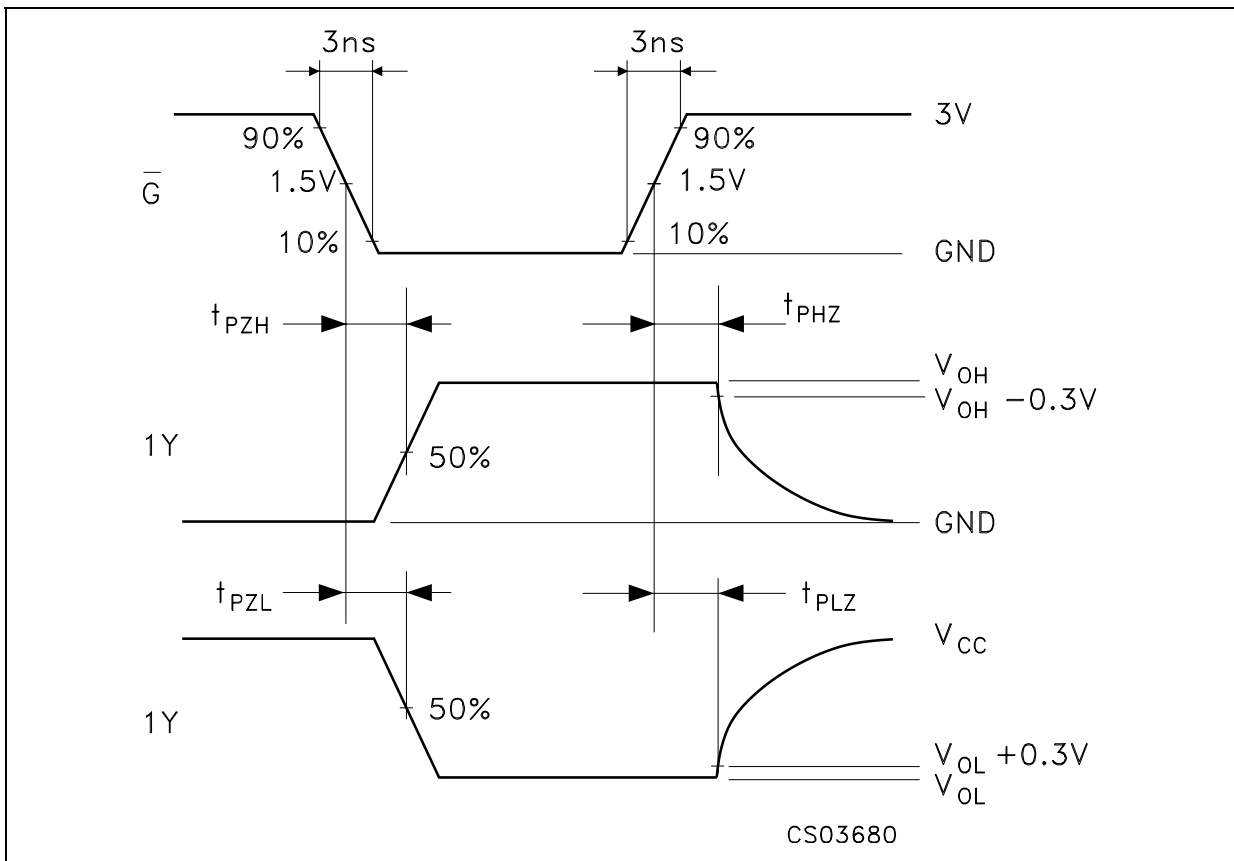 3ns 3ns
3V
90% 90%
G̅ 1.5V 1.5V
10% 10%
GND
tPZH tPHZ
VOH
VOH −0.3V
1Y 50%
GND
tPZL tPLZ
VCC
1Y 50%
VOL +0.3V
VOL
CS03680